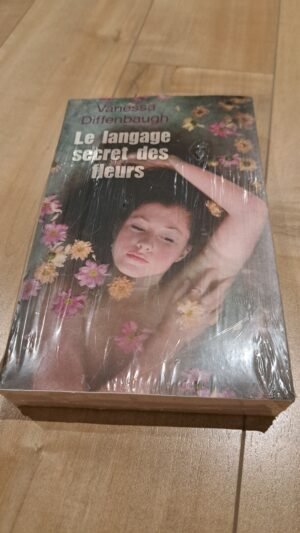 Vanessa
Diffenbaugh
Le langage
secret des
fleurs